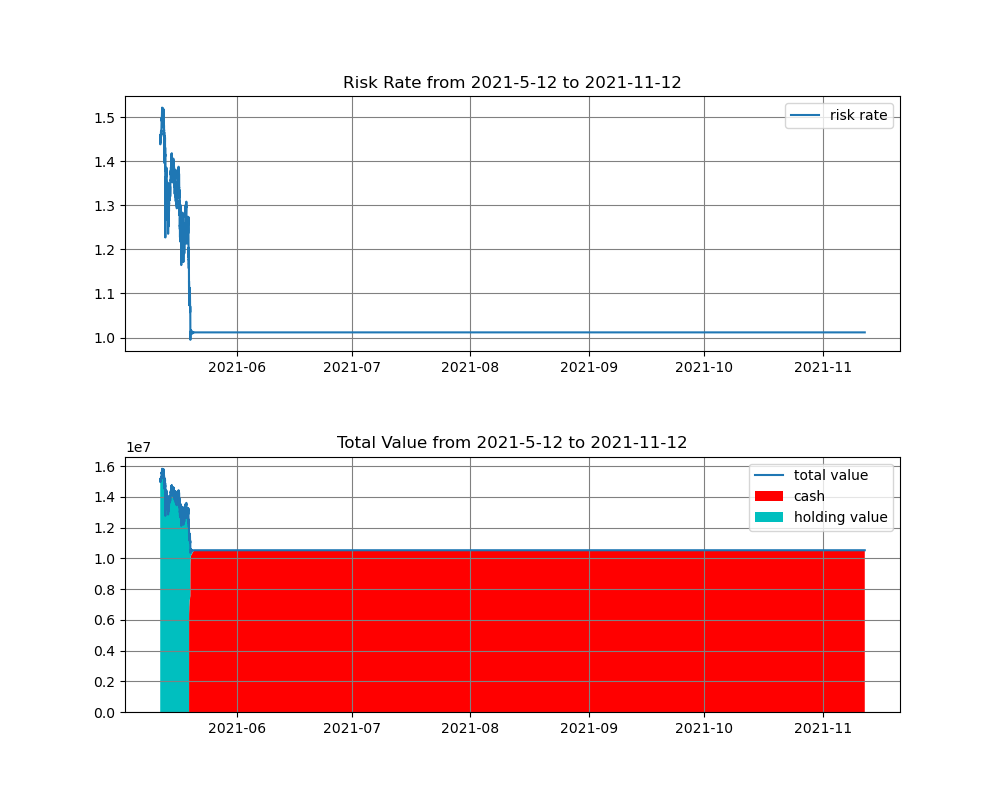 Risk Rate from 2021-5-12 to 2021-11-12
risk rate
1.5
1.4
1.3
1.2
1.1
1.0
2021-06 2021-07 2021-08 2021-09 2021-10 2021-11
Total Value from 2021-5-12 to 2021-11-12
1e7
total value
cash
holding value
1.6
1.4
1.2
1.0
0.8
0.6
0.4
0.2
0.0
2021-06 2021-07 2021-08 2021-09 2021-10 2021-11